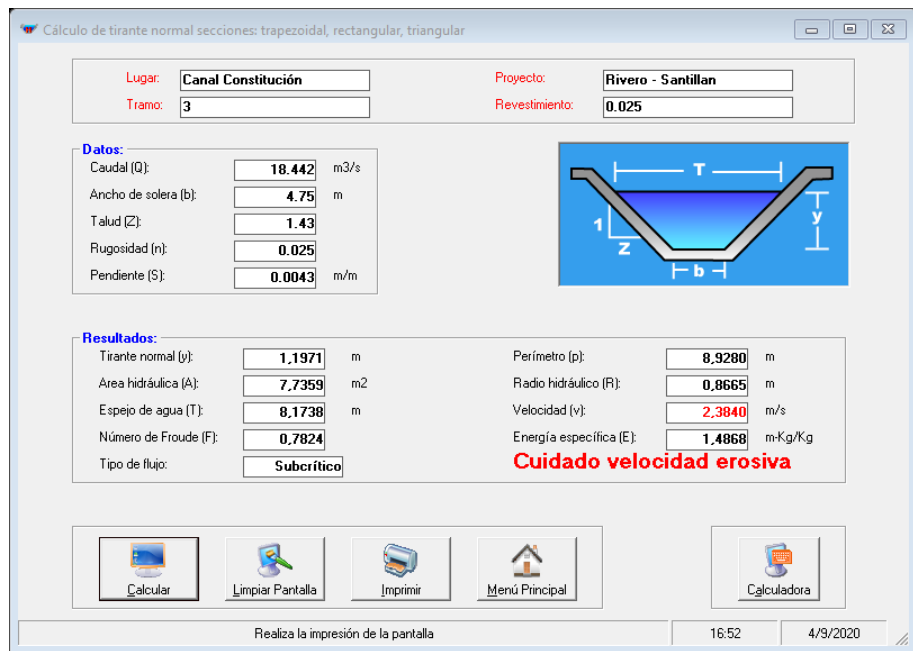 Cálculo de tirante normal secciones: trapezoidal, rectangular, triangular
Lugar: Canal Constitución Proyecto: Rivero - Santillan
Tramo: 3 Revestimiento: 0.025
Datos:
Caudal (Q): 18.442 m3/s
Ancho de solera (b): 4.75 m
Talud (Z): 1.43
Rugosidad (n): 0.025
Pendiente (S): 0.0043 m/m
T
1
Z
y
b
Resultados:
Tirante normal (y): 1,1971 m Perímetro (p): 8,9280 m
Area hidráulica (A): 7,7359 m2 Radio hidráulico (R): 0,8665 m
Espejo de agua (T): 8,1738 m Velocidad (v): 2,3840 m/s
Número de Froude (F): 0,7824 Energía específica (E): 1,4868 m-Kg/Kg
Tipo de flujo: Subcrítico Cuidado velocidad erosiva
Calcular Limpiar Pantalla Imprimir Menú Principal Calculadora
Realiza la impresión de la pantalla 16:52 4/9/2020